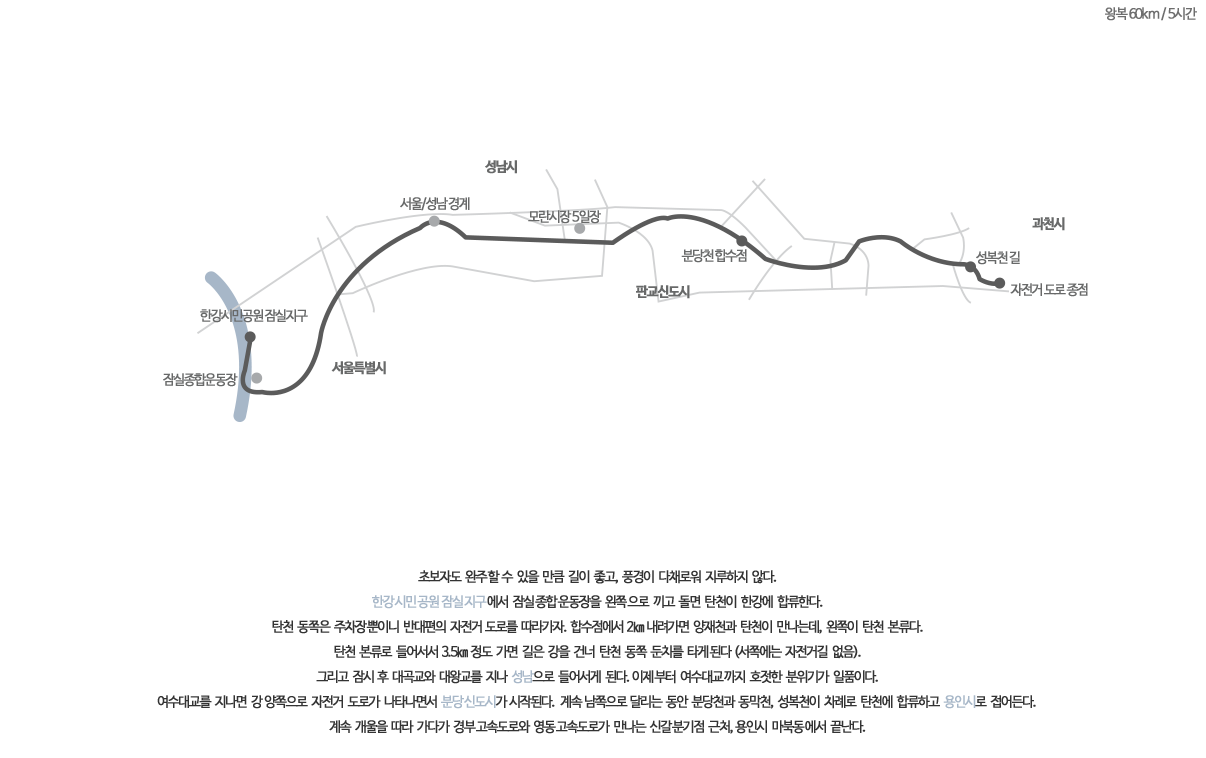 왕복 60km / 5시간
성남시
서울/성남 경계
모란시장 5일장
과천시
분당천 합수점
성복천 길
판교신도시
자전거 도로 종점
한강시민공원 잠실지구
서울특별시
잠실종합운동장
초보자도 완주할 수 있을 만큼 길이 좋고, 풍경이 다채로워 지루하지 않다.
한강시민공원 잠실지구에서 잠실종합운동장을 왼쪽으로 끼고 돌면 탄천이 한강에 합류한다.
탄천 동쪽은 주차장뿐이니 반대편의 자전거 도로를 따라가자. 합수점에서 2㎞ 내려가면 양재천과 탄천이 만나는데, 왼쪽이 탄천 본류다.
탄천 본류로 들어서서 3.5㎞ 정도 가면 길은 강을 건너 탄천 동쪽 둔치를 타게 된다 (서쪽에는 자전거길 없음).
그리고 잠시 후 대곡교와 대왕교를 지나 성남으로 들어서게 된다. 이제부터 여수대교까지 호젓한 분위기가 일품이다.
여수대교를 지나면 강 양쪽으로 자전거 도로가 나타나면서 분당신도시가 시작된다. 계속 남쪽으로 달리는 동안 분당천과 동막천, 성복천이 차례로 탄천에 합류하고 용인시로 접어든다.
계속 개울을 따라 가다가 경부고속도로와 영동고속도로가 만나는 신갈분기점 근처, 용인시 마북동에서 끝난다.